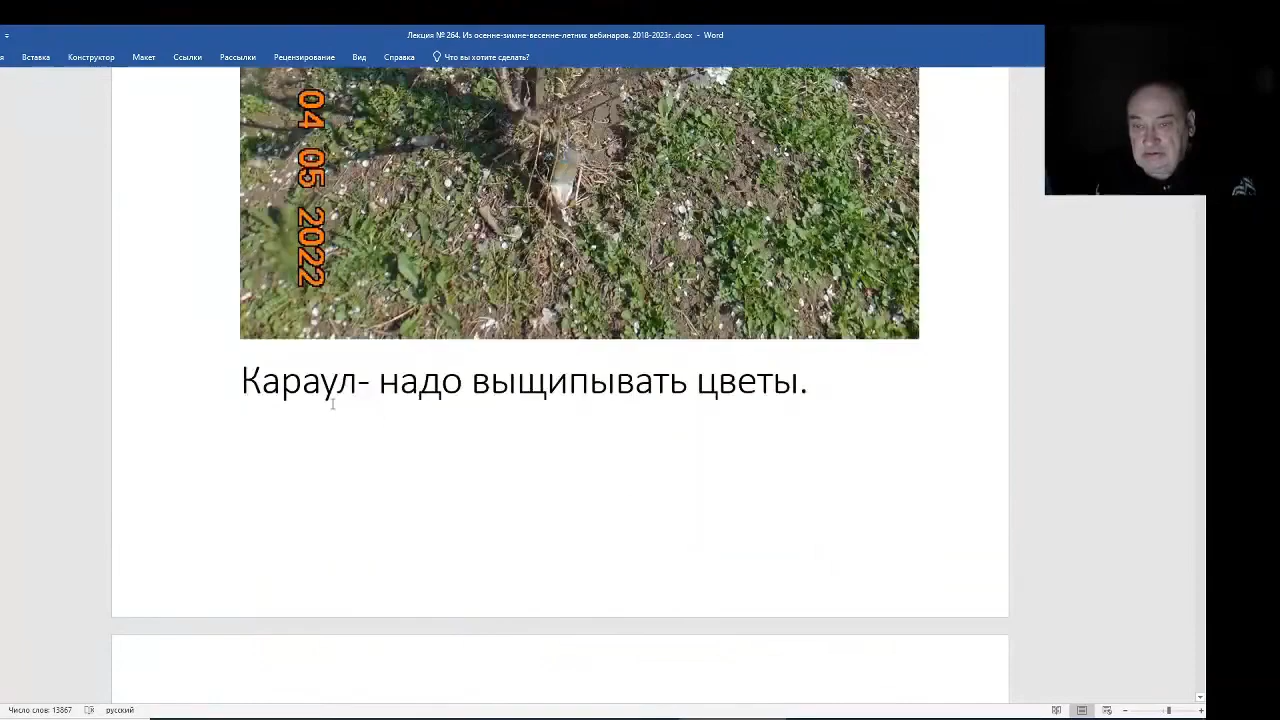 Лекция № 264. Из осенне-зимне-весенне-летних вебинаров. 2018-2023г..docx - Word
Вставка Конструктор Макет Ссылки Рассылки Рецензирование Вид Справка Что вы хотите сделать?
04 05 2022
Караул- надо выщипывать цветы.
Число слов: 13867 русский